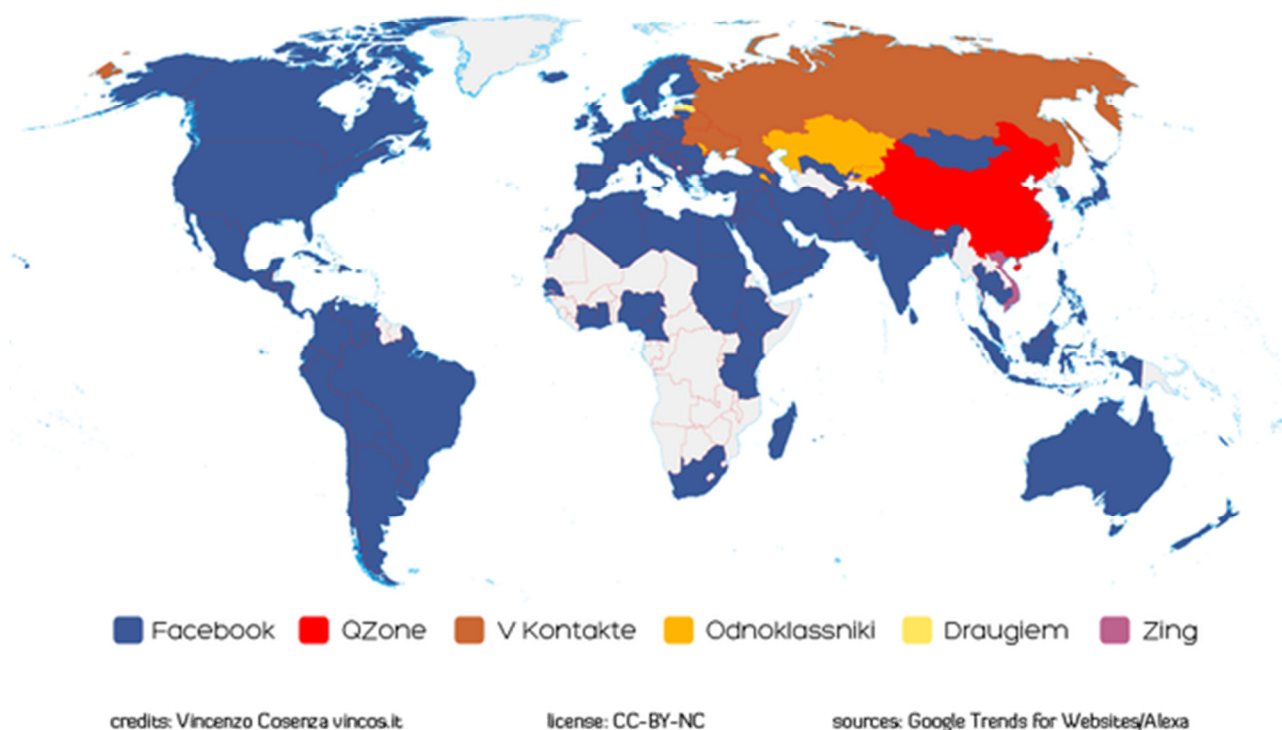 Facebook QZone V Kontakte Odnoklassniki Draugiem Zing
credits: Vincenzo Cosenza vincos.it license: CC-BY-NC sources: Google Trends for Websites/Alexa